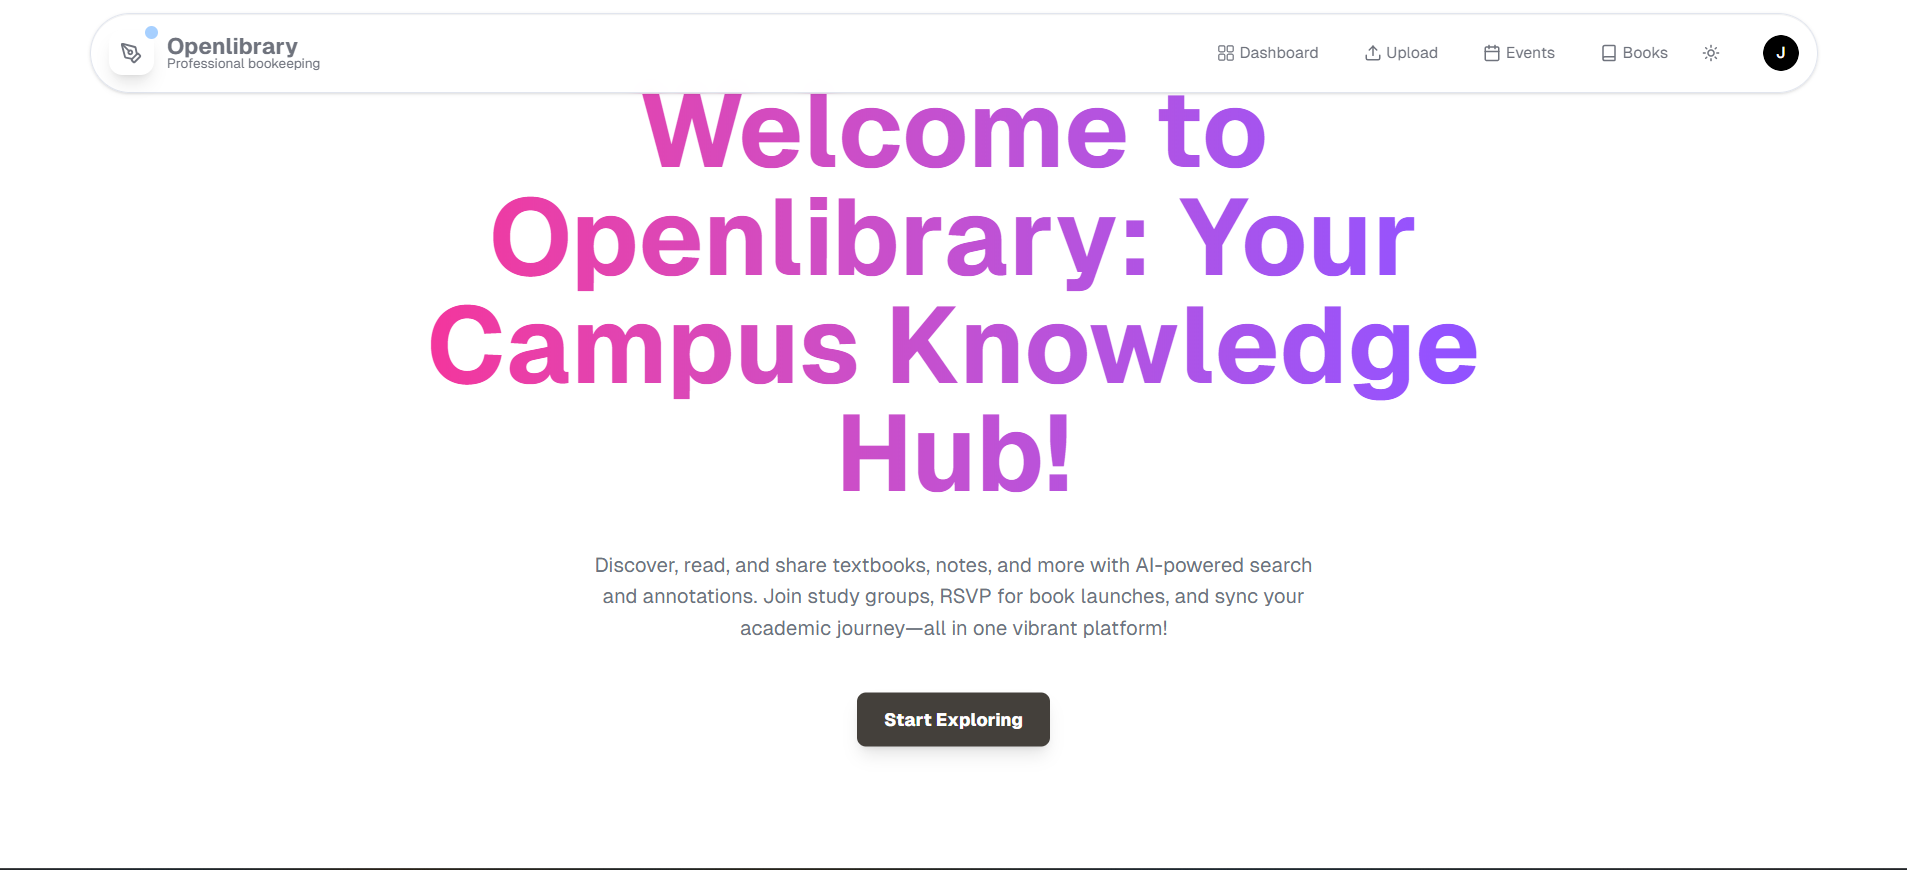 Openlibrary
Professional bookeeping
Dashboard
Upload
Events
Books
J
Welcome to
Openlibrary: Your
Campus Knowledge
Hub!
Discover, read, and share textbooks, notes, and more with AI-powered search
and annotations. Join study groups, RSVP for book launches, and sync your
academic journey—all in one vibrant platform!
Start Exploring